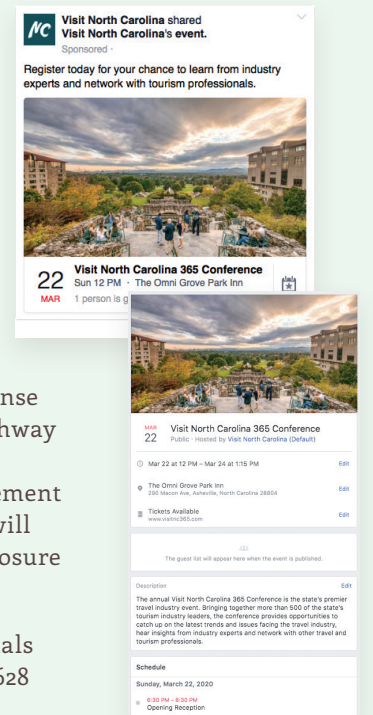 NC
Visit North Carolina shared
Visit North Carolina's event.
Sponsored ·
Register today for your chance to learn from industry
experts and network with tourism professionals.
22
MAR
Visit North Carolina 365 Conference
Sun 12 PM · The Omni Grove Park Inn
1 person is g
hway
will
MAR
22
Visit North Carolina 365 Conference
Public · Hosted by Visit North Carolina (Default)
Mar 22 at 12 PM – Mar 24 at 1:15 PM
Edit
The Omni Grove Park Inn
290 Macon Ave, Asheville, North Carolina 28804
Edit
Tickets Available
www.visitnc365.com
Edit
The guest list will appear here when the event is published.
Description
Edit
The annual Visit North Carolina 365 Conference is the state's premier
travel industry event. Bringing together more than 500 of the state's
tourism industry leaders, the conference provides opportunities to
catch up on the latest trends and issues facing the travel industry,
hear insights from industry experts and network with other travel and
tourism professionals.
Schedule
Sunday, March 22, 2020
6:30 PM – 8:30 PM
Opening Reception